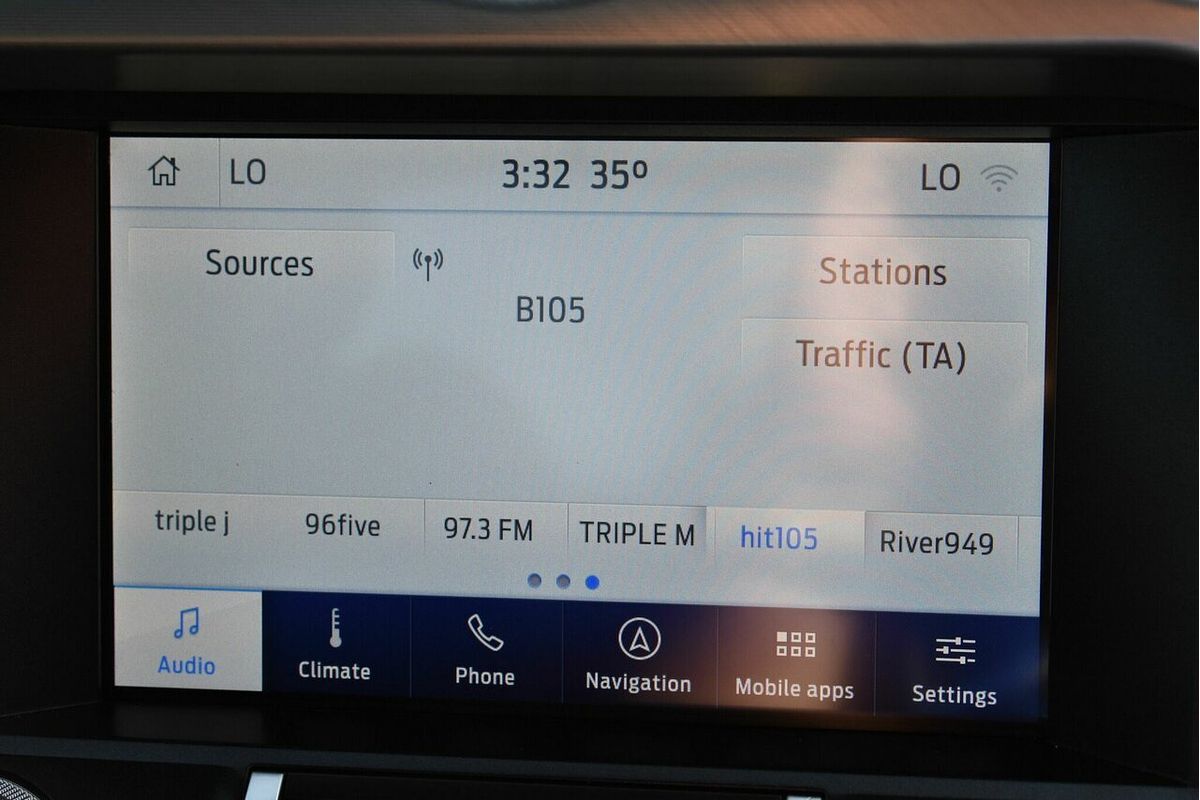 LO 3:32 35º LO
Sources
Stations
B105
Traffic (TA)
triple j 96five 97.3 FM TRIPLE M hit105 River949
Audio Climate Phone Navigation Mobile apps Settings